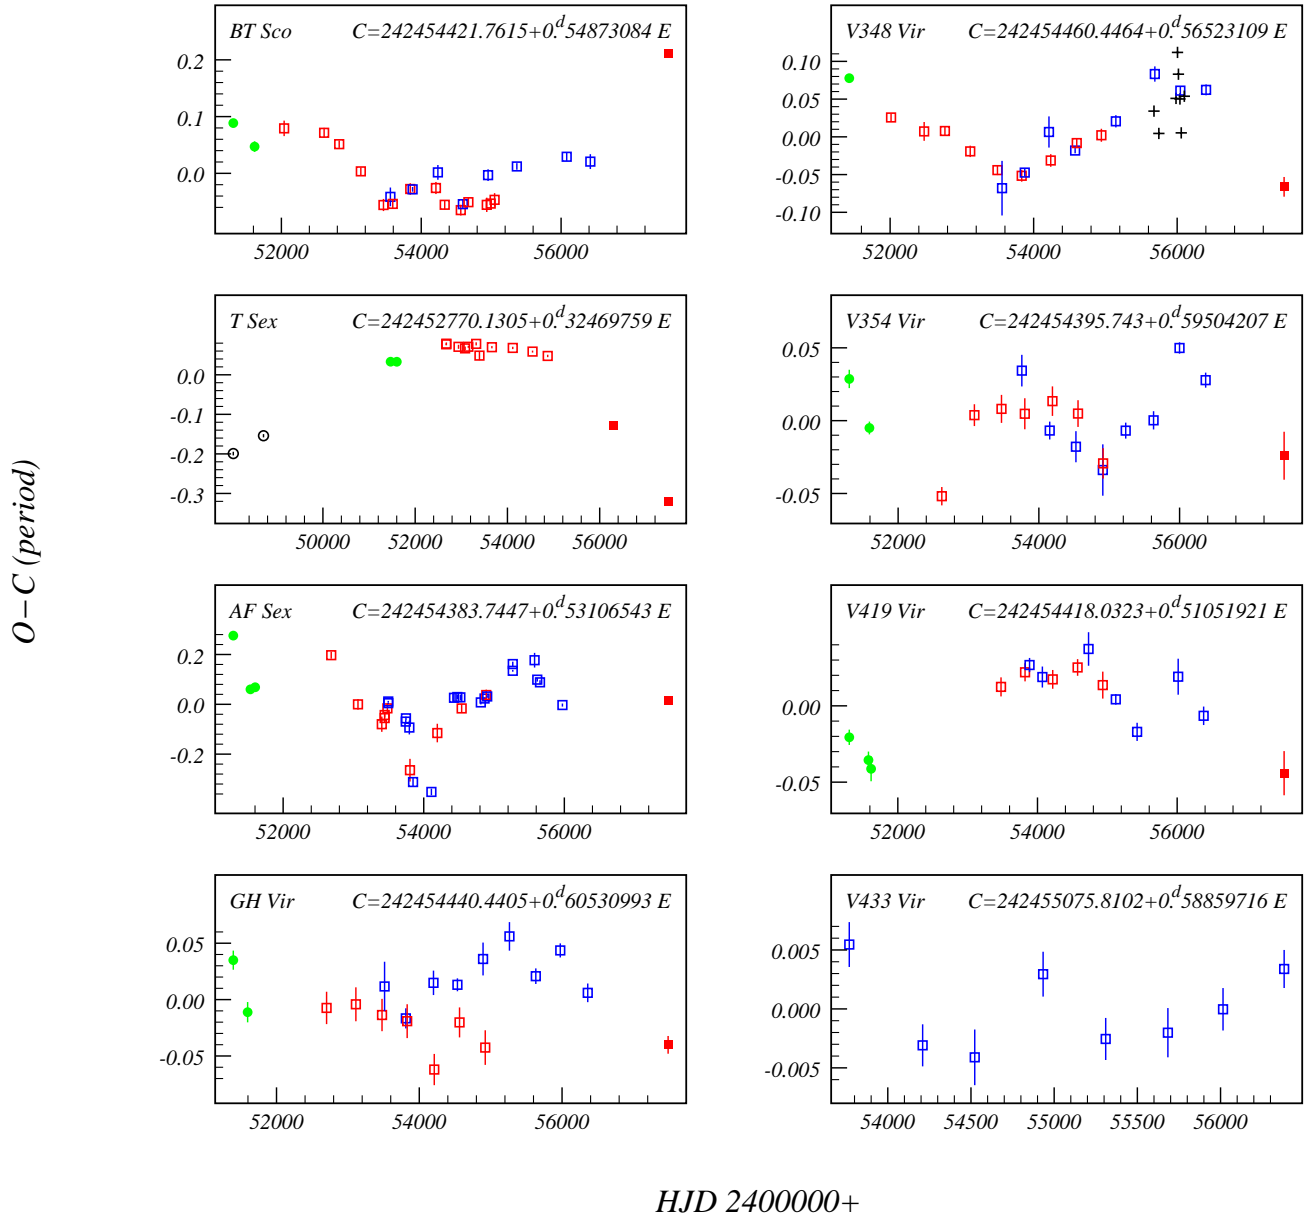 BT Sco C=242454421.7615+0.d54873084 E
0.2
0.1
0.0
52000 54000 56000
V348 Vir C=242454460.4464+0.d56523109 E
0.10
0.05
0.00
-0.05
-0.10
52000 54000 56000
T Sex C=242452770.1305+0.d32469759 E
0.0
-0.1
-0.2
-0.3
50000 52000 54000 56000
V354 Vir C=242454395.743+0.d59504207 E
0.05
0.00
-0.05
52000 54000 56000
O−C (period)
AF Sex C=242454383.7447+0.d53106543 E
0.2
0.0
-0.2
52000 54000 56000
V419 Vir C=242454418.0323+0.d51051921 E
0.00
-0.05
52000 54000 56000
GH Vir C=242454440.4405+0.d60530993 E
0.05
0.00
-0.05
52000 54000 56000
V433 Vir C=242455075.8102+0.d58859716 E
0.005
0.000
-0.005
54000 54500 55000 55500 56000
HJD 2400000+